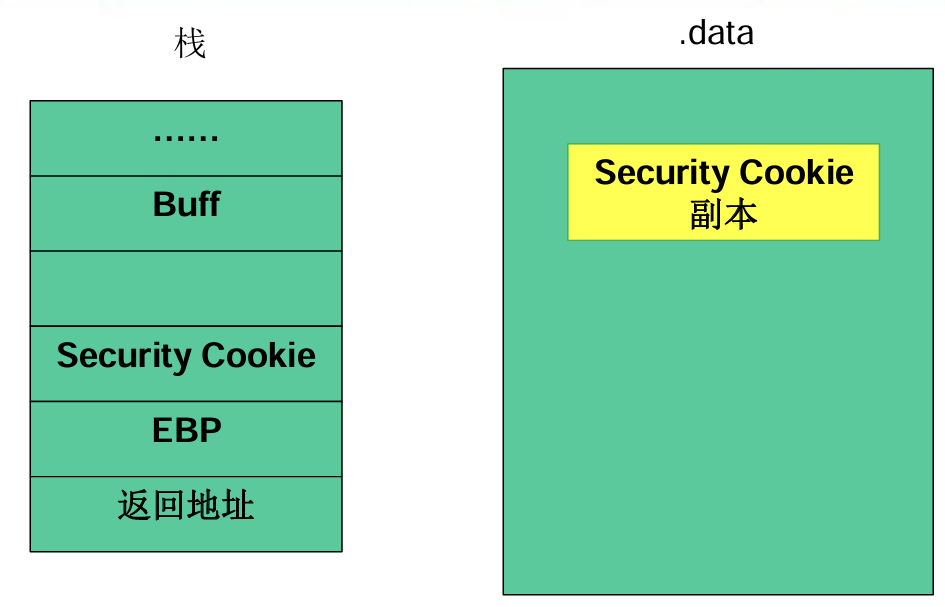 栈
......
Buff
Security Cookie
EBP
返回地址
.data
Security Cookie
副本